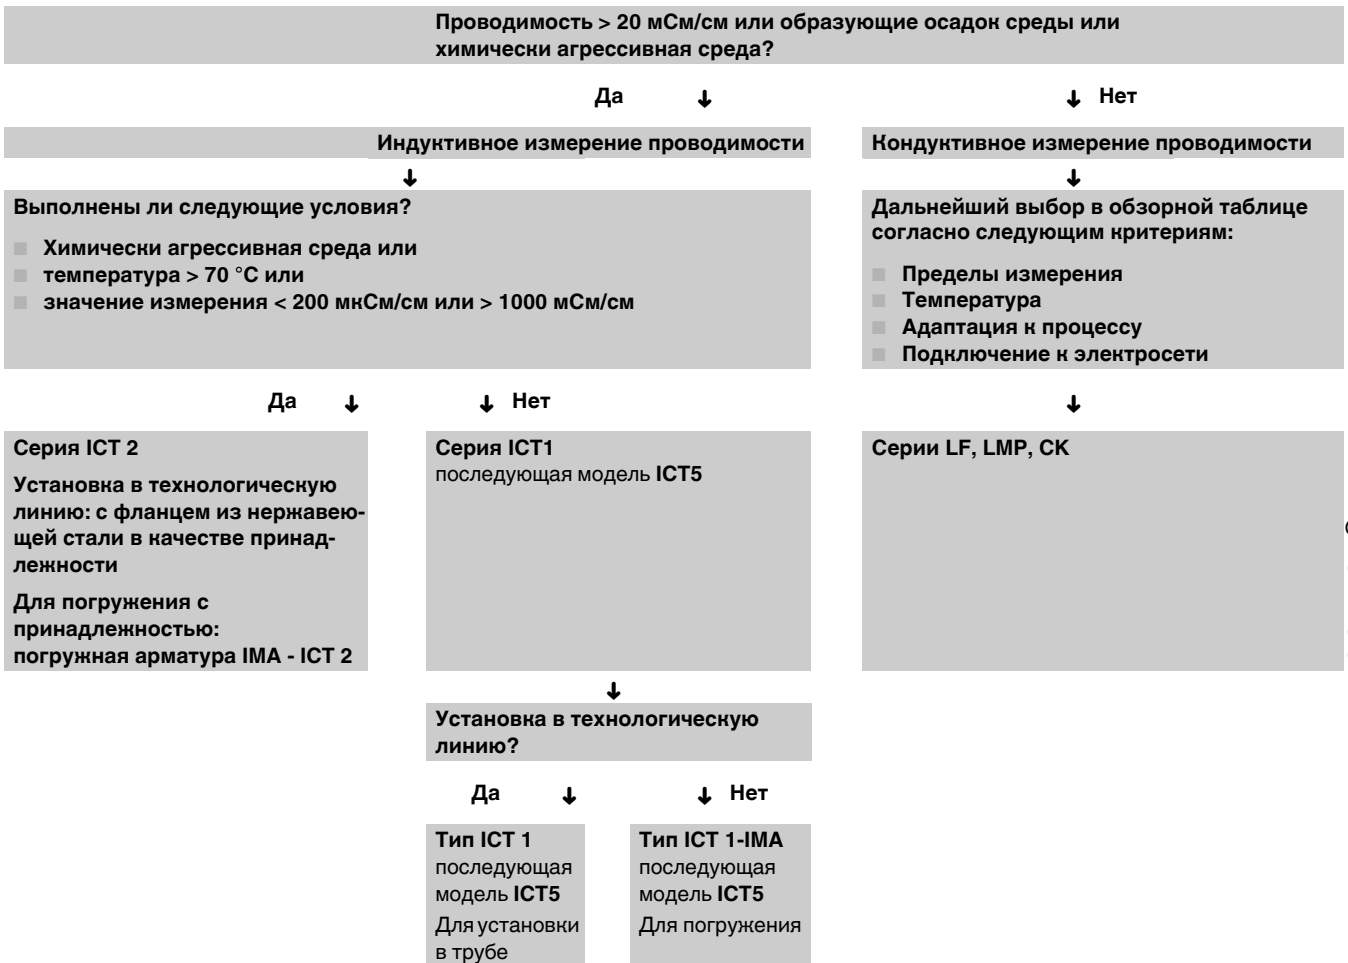 Проводимость > 20 мСм/см или образующие осадок среды или
химически агрессивная среда?
Да
Нет
Индуктивное измерение проводимости
Кондуктивное измерение проводимости
Выполнены ли следующие условия?
Химически агрессивная среда или
температура > 70 °C или
значение измерения < 200 мкСм/см или > 1000 мСм/см
Дальнейший выбор в обзорной таблице
согласно следующим критериям:
Пределы измерения
Температура
Адаптация к процессу
Подключение к электросети
Да
Нет
Серия ICT 2
Установка в технологическую
линию: с фланцем из нержавею-
щей стали в качестве принад-
лежности
Для погружения с
принадлежностью:
погружная арматура IMA - ICT 2
Серия ICT1
последующая модель ICT5
Серии LF, LMP, CK
Установка в технологическую
линию?
Да
Нет
Тип ICT 1
последующая
модель ICT5
Для установки
в трубе
Тип ICT 1-IMA
последующая
модель ICT5
Для погружения